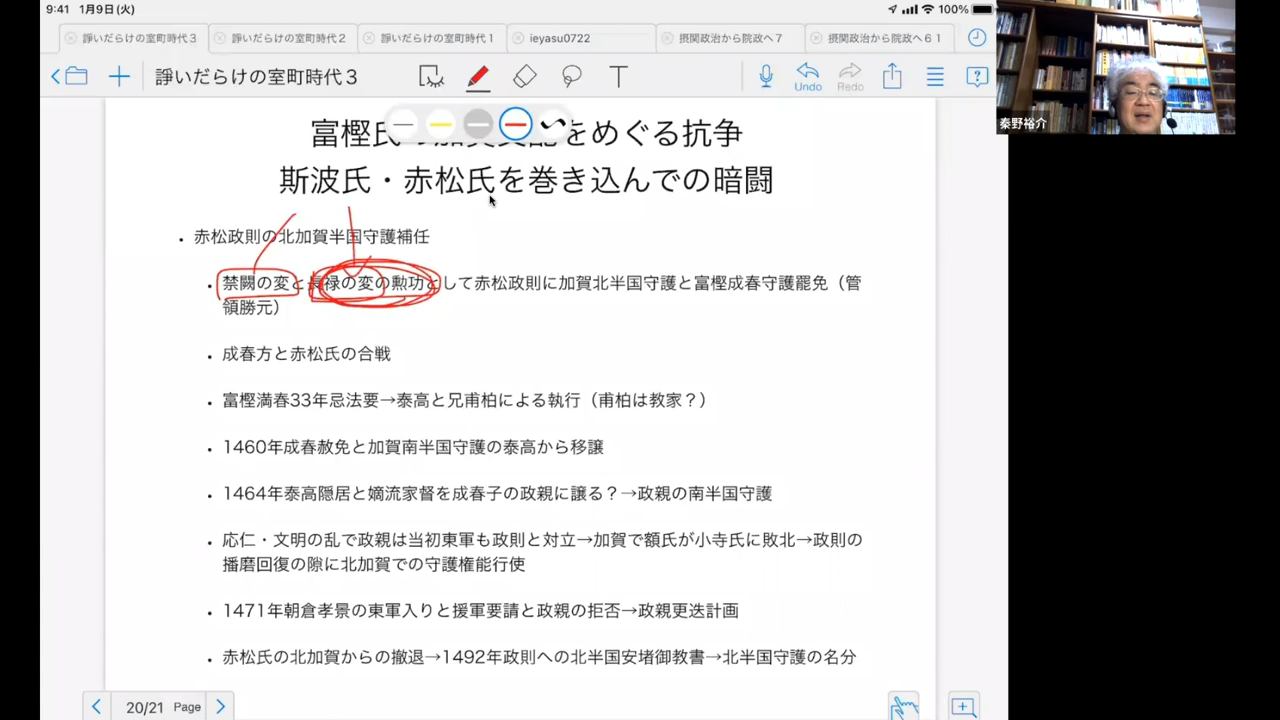 9:41 1月9日(火)
100%
諍いだらけの室町時代3
諍いだらけの室町時代2
諍いだらけの室町時代1
ieyasu0722
摂関政治から院政へ7
摂関政治から院政へ61
諍いだらけの室町時代3
T
Undo
Redo
秦野裕介
富樫氏の加賀支配をめぐる抗争
斯波氏・赤松氏を巻き込んでの暗闘
・赤松政則の北加賀半国守護補任
・禁闕の変と長禄の変の勲功として赤松政則に加賀北半国守護と富樫成春守護罷免（管
領勝元）
・成春方と赤松氏の合戦
・富樫満春33年忌法要→泰高と兄甫柏による執行（甫柏は教家？）
・1460年成春赦免と加賀南半国守護の泰高から移譲
・1464年泰高隠居と嫡流家督を成春子の政親に譲る？→政親の南半国守護
・応仁・文明の乱で政親は当初東軍も政則と対立→加賀で額氏が小寺氏に敗北→政則の
播磨回復の隙に北加賀での守護権能行使
・1471年朝倉孝景の東軍入りと援軍要請と政親の拒否→政親更迭計画
・赤松氏の北加賀からの撤退→1492年政則への北半国安堵御教書→北半国守護の名分
20/21 Page